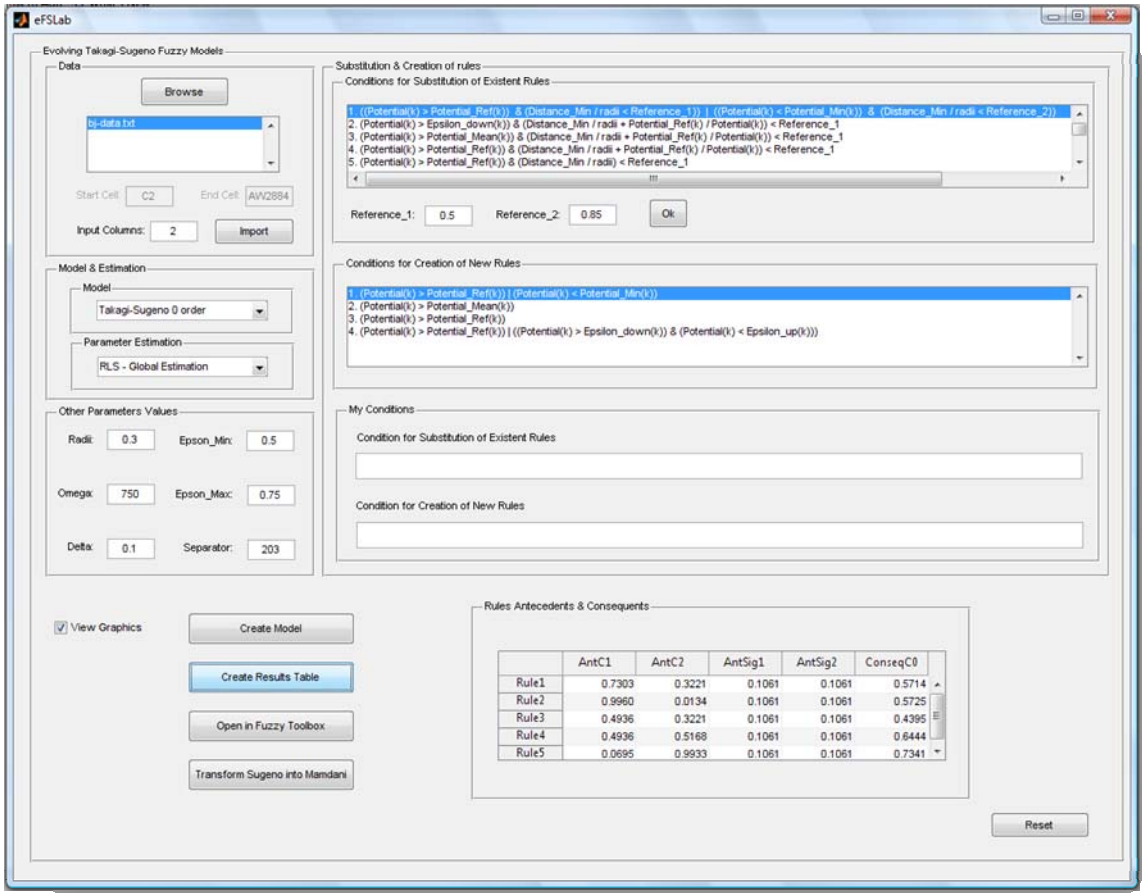 eFSLab
Evolving Takagi-Sugeno Fuzzy Models
Data
Browse
bj-data.txt
Start Cell: C2 End Cell: AW2884
Input Columns: 2 Import
Model & Estimation
Model
Takagi-Sugeno 0 order
Parameter Estimation
RLS - Global Estimation
Other Parameters Values
Radii: 0.3 Epson_Min: 0.5
Omega: 750 Epson_Max: 0.75
Delta: 0.1 Separator: 203
Substitution & Creation of rules
Conditions for Substitution of Existent Rules
1. ((Potential(k) > Potential_Ref(k)) & (Distance_Min / radii < Reference_1)) | ((Potential(k) < Potential_Min(k)) & (Distance_Min / radii < Reference_2))
2. (Potential(k) > Epsilon_down(k)) & (Distance_Min / radii + Potential_Ref(k) / Potential(k)) < Reference_1
3. (Potential(k) > Potential_Mean(k)) & (Distance_Min / radii + Potential_Ref(k) / Potential(k)) < Reference_1
4. (Potential(k) > Potential_Ref(k)) & (Distance_Min / radii + Potential_Ref(k) / Potential(k)) < Reference_1
5. (Potential(k) > Potential_Ref(k)) & (Distance_Min / radii) < Reference_1
Reference_1: 0.5 Reference_2: 0.85 Ok
Conditions for Creation of New Rules
1. (Potential(k) > Potential_Ref(k)) | (Potential(k) < Potential_Min(k))
2. (Potential(k) > Potential_Mean(k))
3. (Potential(k) > Potential_Ref(k))
4. (Potential(k) > Potential_Ref(k)) | ((Potential(k) > Epsilon_down(k)) & (Potential(k) < Epsilon_up(k)))
My Conditions
Condition for Substitution of Existent Rules
Condition for Creation of New Rules
View Graphics
Create Model
Create Results Table
Open in Fuzzy Toolbox
Transform Sugeno into Mamdani
Rules Antecedents & Consequents
AntC1 AntC2 AntSig1 AntSig2 ConseqC0
Rule1 0.7303 0.3221 0.1061 0.1061 0.5714
Rule2 0.9960 0.0134 0.1061 0.1061 0.5725
Rule3 0.4936 0.3221 0.1061 0.1061 0.4395
Rule4 0.4936 0.5168 0.1061 0.1061 0.6444
Rule5 0.0695 0.9933 0.1061 0.1061 0.7341
Reset